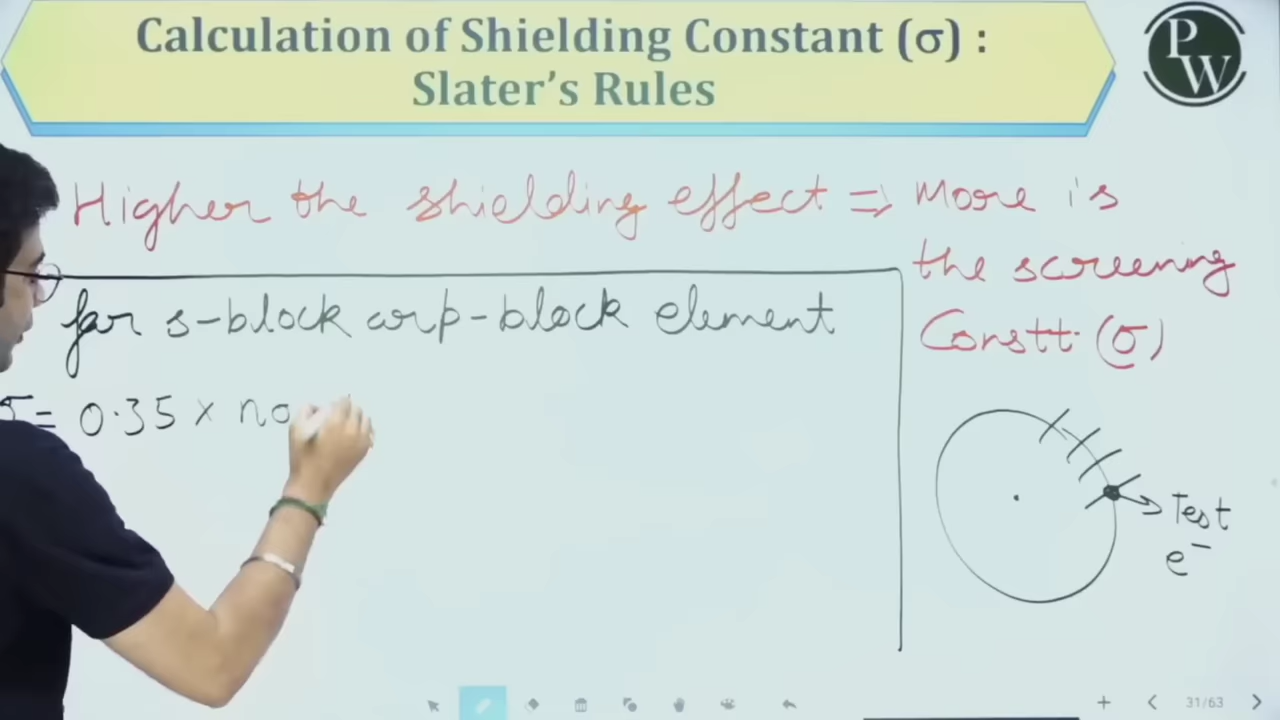 Calculation of Shielding Constant (σ) :
Slater's Rules
PW
Higher the shielding effect ⇒ More is
the screening
Constt. (σ)
for s-block or p-block element
σ = 0.35 × no
Test
e⁻
31/63